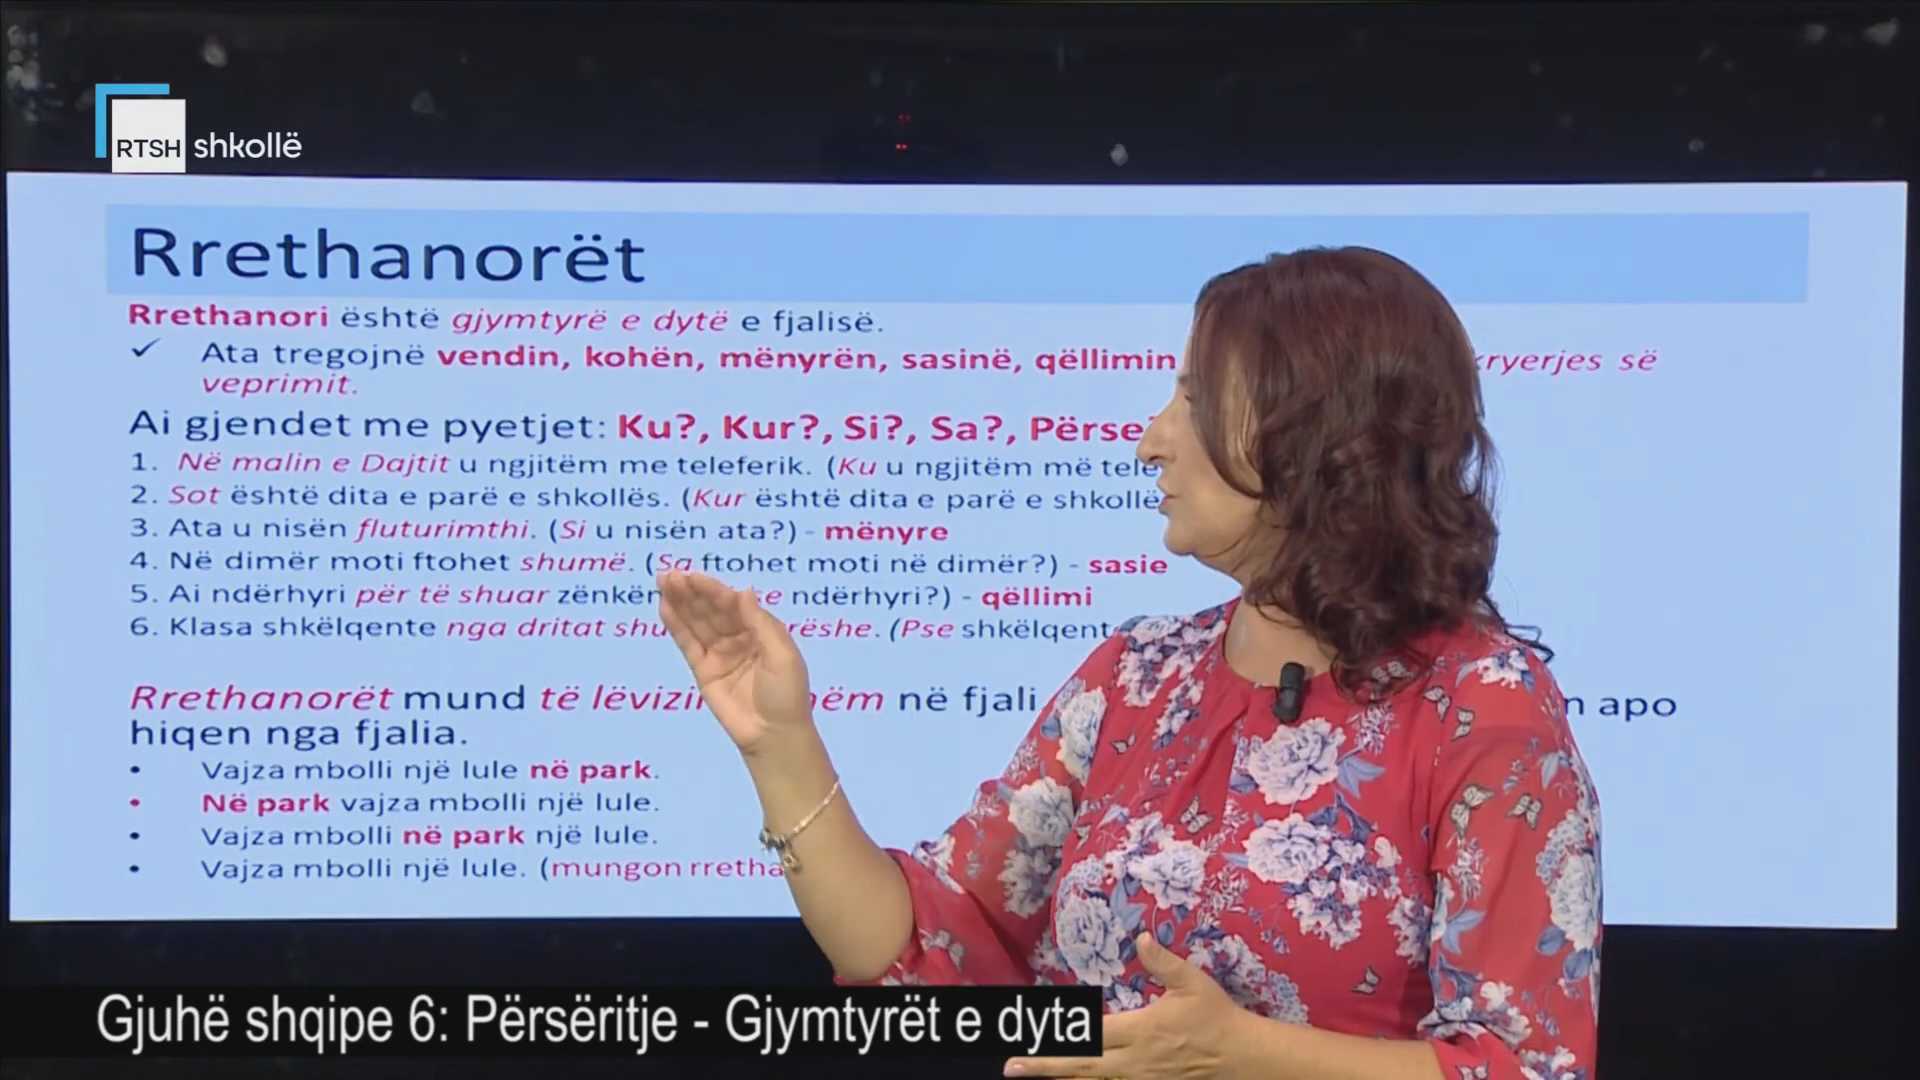 RTSH shkollë
Rrethanorët
Rrethanori është gjymtyrë e dytë e fjalisë.
✓ Ata tregojnë vendin, kohën, mënyrën, sasinë, qëllimin kryerjes së
veprimit.
Ai gjendet me pyetjet: Ku?, Kur?, Si?, Sa?, Përse?
1. Në malin e Dajtit u ngjitëm me teleferik. (Ku u ngjitëm më
2. Sot është dita e parë e shkollës. (Kur është dita e parë e
3. Ata u nisën fluturimthi. (Si u nisën ata?) - mënyre
4. Në dimër moti ftohet shumë. (Sa ftohet moti në dimër?) - sasie
5. Ai ndërhyri për të shuar zënkën ndërhyri?) - qëllimi
6. Klasa shkëlqente nga dritat (Pse
Rrethanorët mund të në fjali apo
hiqen nga fjalia.
• Vajza mbolli një lule në park.
• Në park vajza mbolli një lule.
• Vajza mbolli në park një lule.
• Vajza mbolli një lule. (mungon
Gjuhë shqipe 6: Përsëritje - Gjymtyrët e dyta